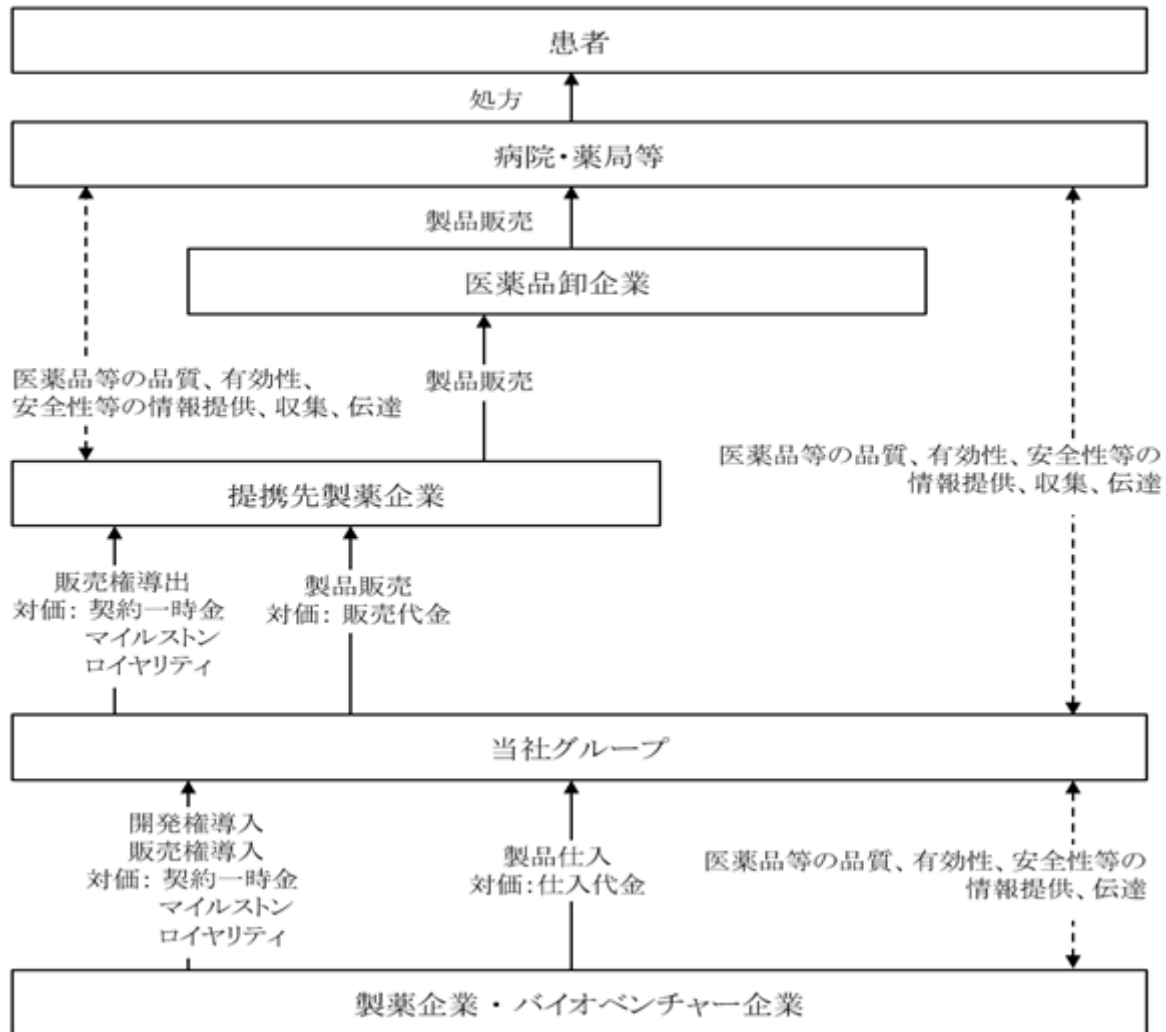 患者
処方
病院・薬局等
製品販売
医薬品卸企業
医薬品等の品質、有効性、
安全性等の情報提供、収集、伝達
製品販売
医薬品等の品質、有効性、安全性等の
情報提供、収集、伝達
提携先製薬企業
販売権導出
対価: 契約一時金
マイルストン
ロイヤリティ
製品販売
対価: 販売代金
当社グループ
開発権導入
販売権導入
対価: 契約一時金
マイルストン
ロイヤリティ
製品仕入
対価:仕入代金
医薬品等の品質、有効性、安全性等の
情報提供、伝達
製薬企業・バイオベンチャー企業